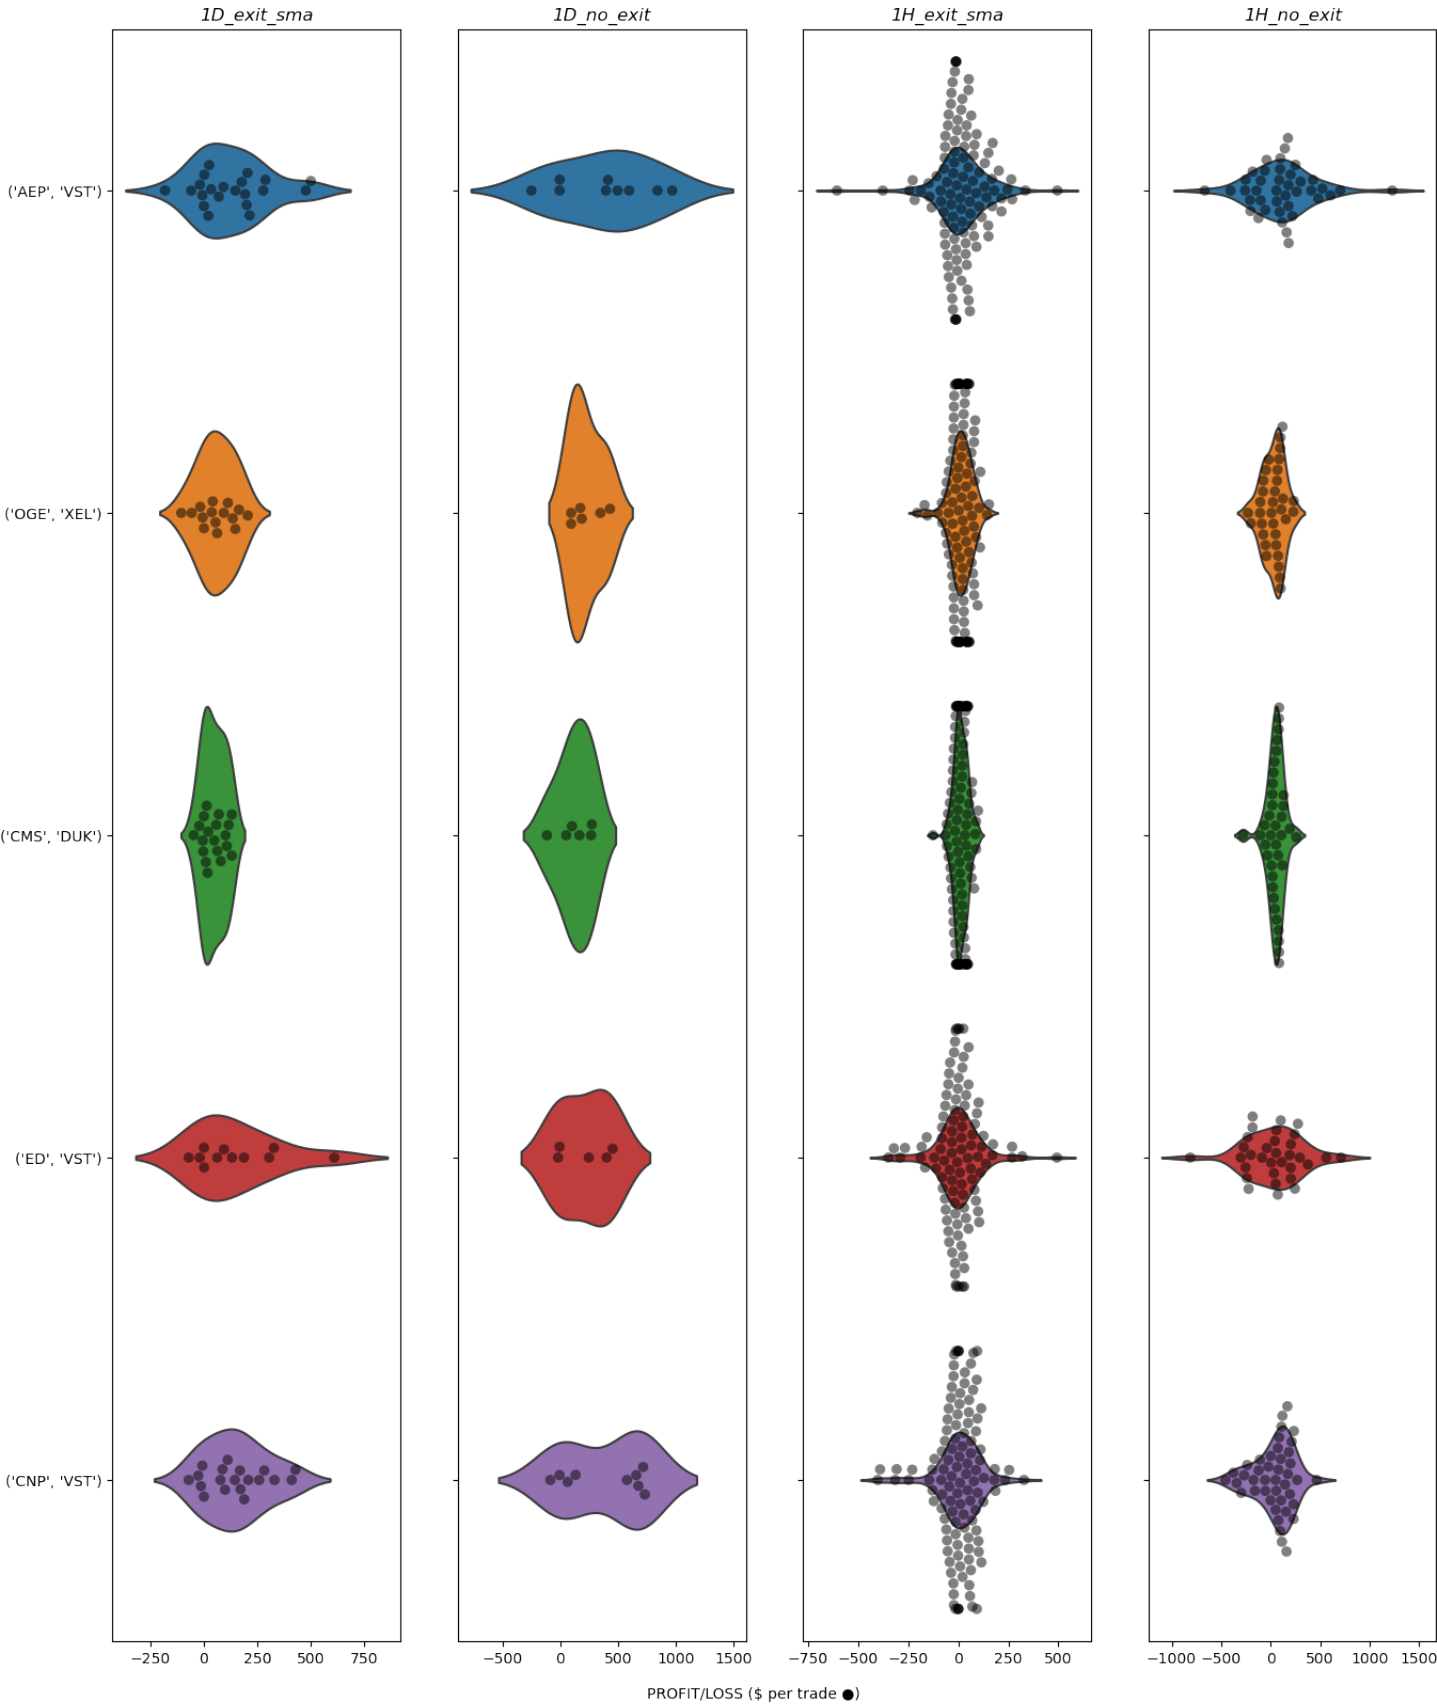 1D_exit_sma 1D_no_exit 1H_exit_sma 1H_no_exit
('AEP', 'VST')
('OGE', 'XEL')
('CMS', 'DUK')
('ED', 'VST')
('CNP', 'VST')
−250 0 250 500 750 −500 0 500 1000 1500 −750 −500 −250 0 250 500 −1000 −500 0 500 1000 1500
PROFIT/LOSS ($ per trade ●)